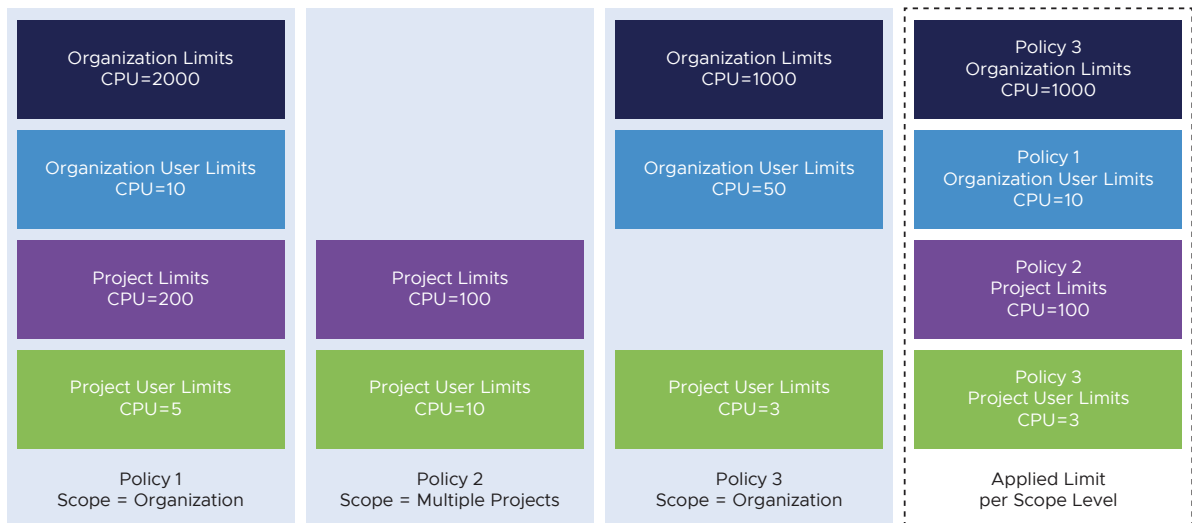 Organization Limits
CPU=2000
Organization User Limits
CPU=10
Project Limits
CPU=200
Project User Limits
CPU=5
Policy 1
Scope = Organization
Project Limits
CPU=100
Project User Limits
CPU=10
Policy 2
Scope = Multiple Projects
Organization Limits
CPU=1000
Organization User Limits
CPU=50
Project User Limits
CPU=3
Policy 3
Scope = Organization
Policy 3
Organization Limits
CPU=1000
Policy 1
Organization User Limits
CPU=10
Policy 2
Project Limits
CPU=100
Policy 3
Project User Limits
CPU=3
Applied Limit
per Scope Level